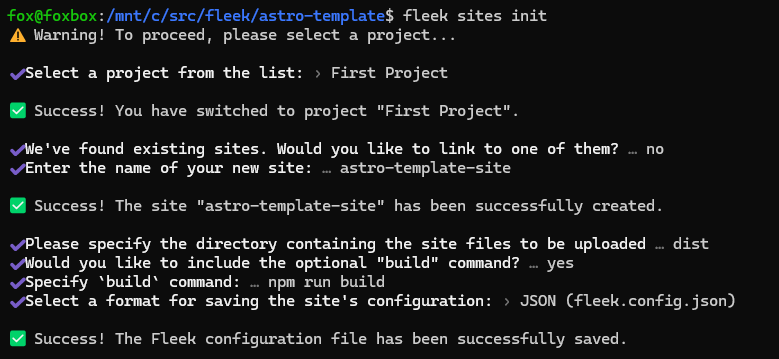 fox@foxbox:/mnt/c/src/fleek/astro-template$ fleek sites init
⚠️ Warning! To proceed, please select a project...
✔Select a project from the list: › First Project
✅ Success! You have switched to project "First Project".
✔We've found existing sites. Would you like to link to one of them? … no
✔Enter the name of your new site: … astro-template-site
✅ Success! The site "astro-template-site" has been successfully created.
✔Please specify the directory containing the site files to be uploaded … dist
✔Would you like to include the optional "build" command? … yes
✔Specify `build` command: … npm run build
✔Select a format for saving the site's configuration: › JSON (fleek.config.json)
✅ Success! The Fleek configuration file has been successfully saved.